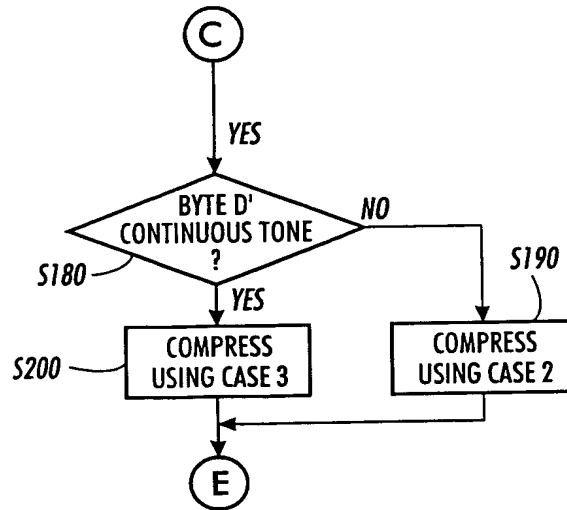 C
YES
BYTE D'
CONTINUOUS TONE
?
NO
S180
YES
S190
S200
COMPRESS
USING CASE 3
COMPRESS
USING CASE 2
E